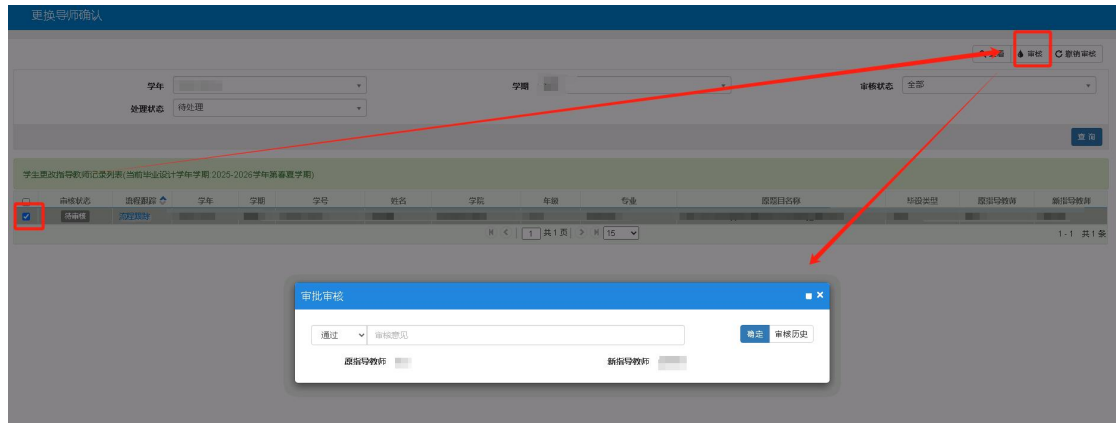 更换导师确认
查看 审核 撤销审核
学年 学期 审核状态 全部
处理状态 待处理
查询
学生更改指导教师记录列表(当前毕业设计学年学期:2025-2026学年第春夏学期)
审核状态 流程跟踪 学年 学期 学号 姓名 学院 年级 专业 原题目名称 毕设类型 原指导教师 新指导教师
待审核 流程跟踪
1 共1页 15 1-1 共1条
审批审核
通过 审核意见 确定 审核历史
原指导教师 新指导教师